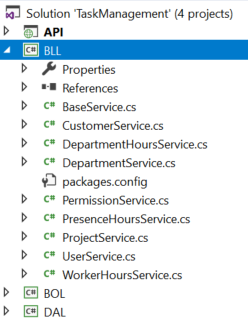 Solution 'TaskManagement' (4 projects)
API
C# BLL
Properties
References
C# BaseService.cs
C# CustomerService.cs
C# DepartmentHoursService.cs
C# DepartmentService.cs
packages.config
C# PermissionService.cs
C# PresenceHoursService.cs
C# ProjectService.cs
C# UserService.cs
C# WorkerHoursService.cs
C# BOL
C# DAL